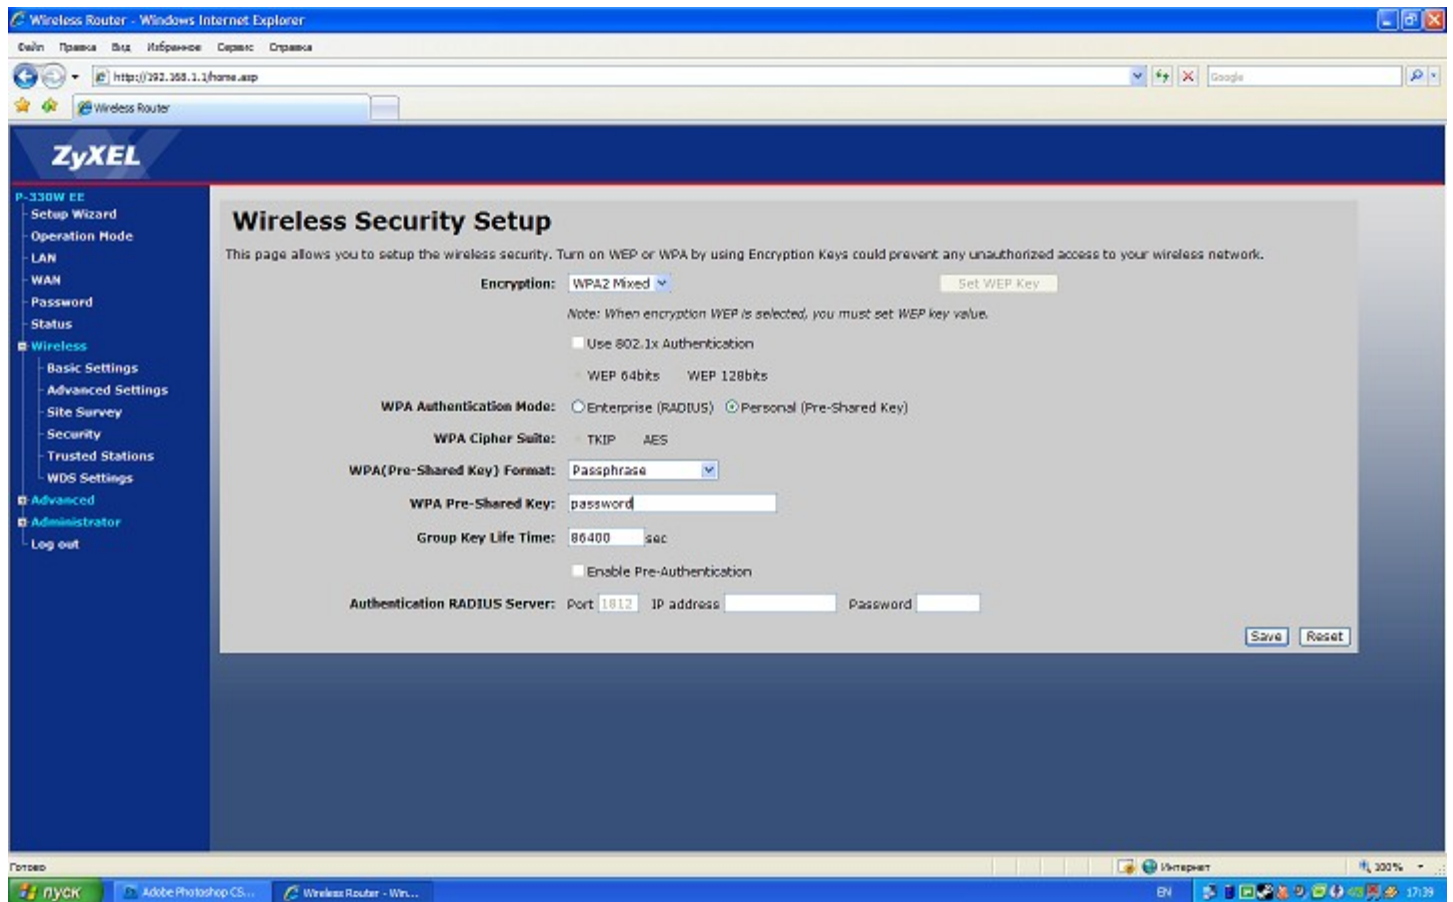 Wireless Router - Windows Internet Explorer
Файл Правка Вид Избранное Сервис Справка
http://192.168.1.1/home.asp
Google
Wireless Router
ZyXEL
P-330W EE
Setup Wizard
Operation Mode
LAN
WAN
Password
Status
Wireless
Basic Settings
Advanced Settings
Site Survey
Security
Trusted Stations
WDS Settings
Advanced
Administrator
Log out
Wireless Security Setup
This page allows you to setup the wireless security. Turn on WEP or WPA by using Encryption Keys could prevent any unauthorized access to your wireless network.
Encryption: WPA2 Mixed Set WEP Key
Note: When encryption WEP is selected, you must set WEP key value.
Use 802.1x Authentication
WEP 64bits WEP 128bits
WPA Authentication Mode: Enterprise (RADIUS) Personal (Pre-Shared Key)
WPA Cipher Suite: TKIP AES
WPA(Pre-Shared Key) Format: Passphrase
WPA Pre-Shared Key: password
Group Key Life Time: 86400 sec
Enable Pre-Authentication
Authentication RADIUS Server: Port 1812 IP address Password
Save Reset
Готово Интернет 100%
пуск Adobe Photoshop CS... Wireless Router - Win... EN 17:39